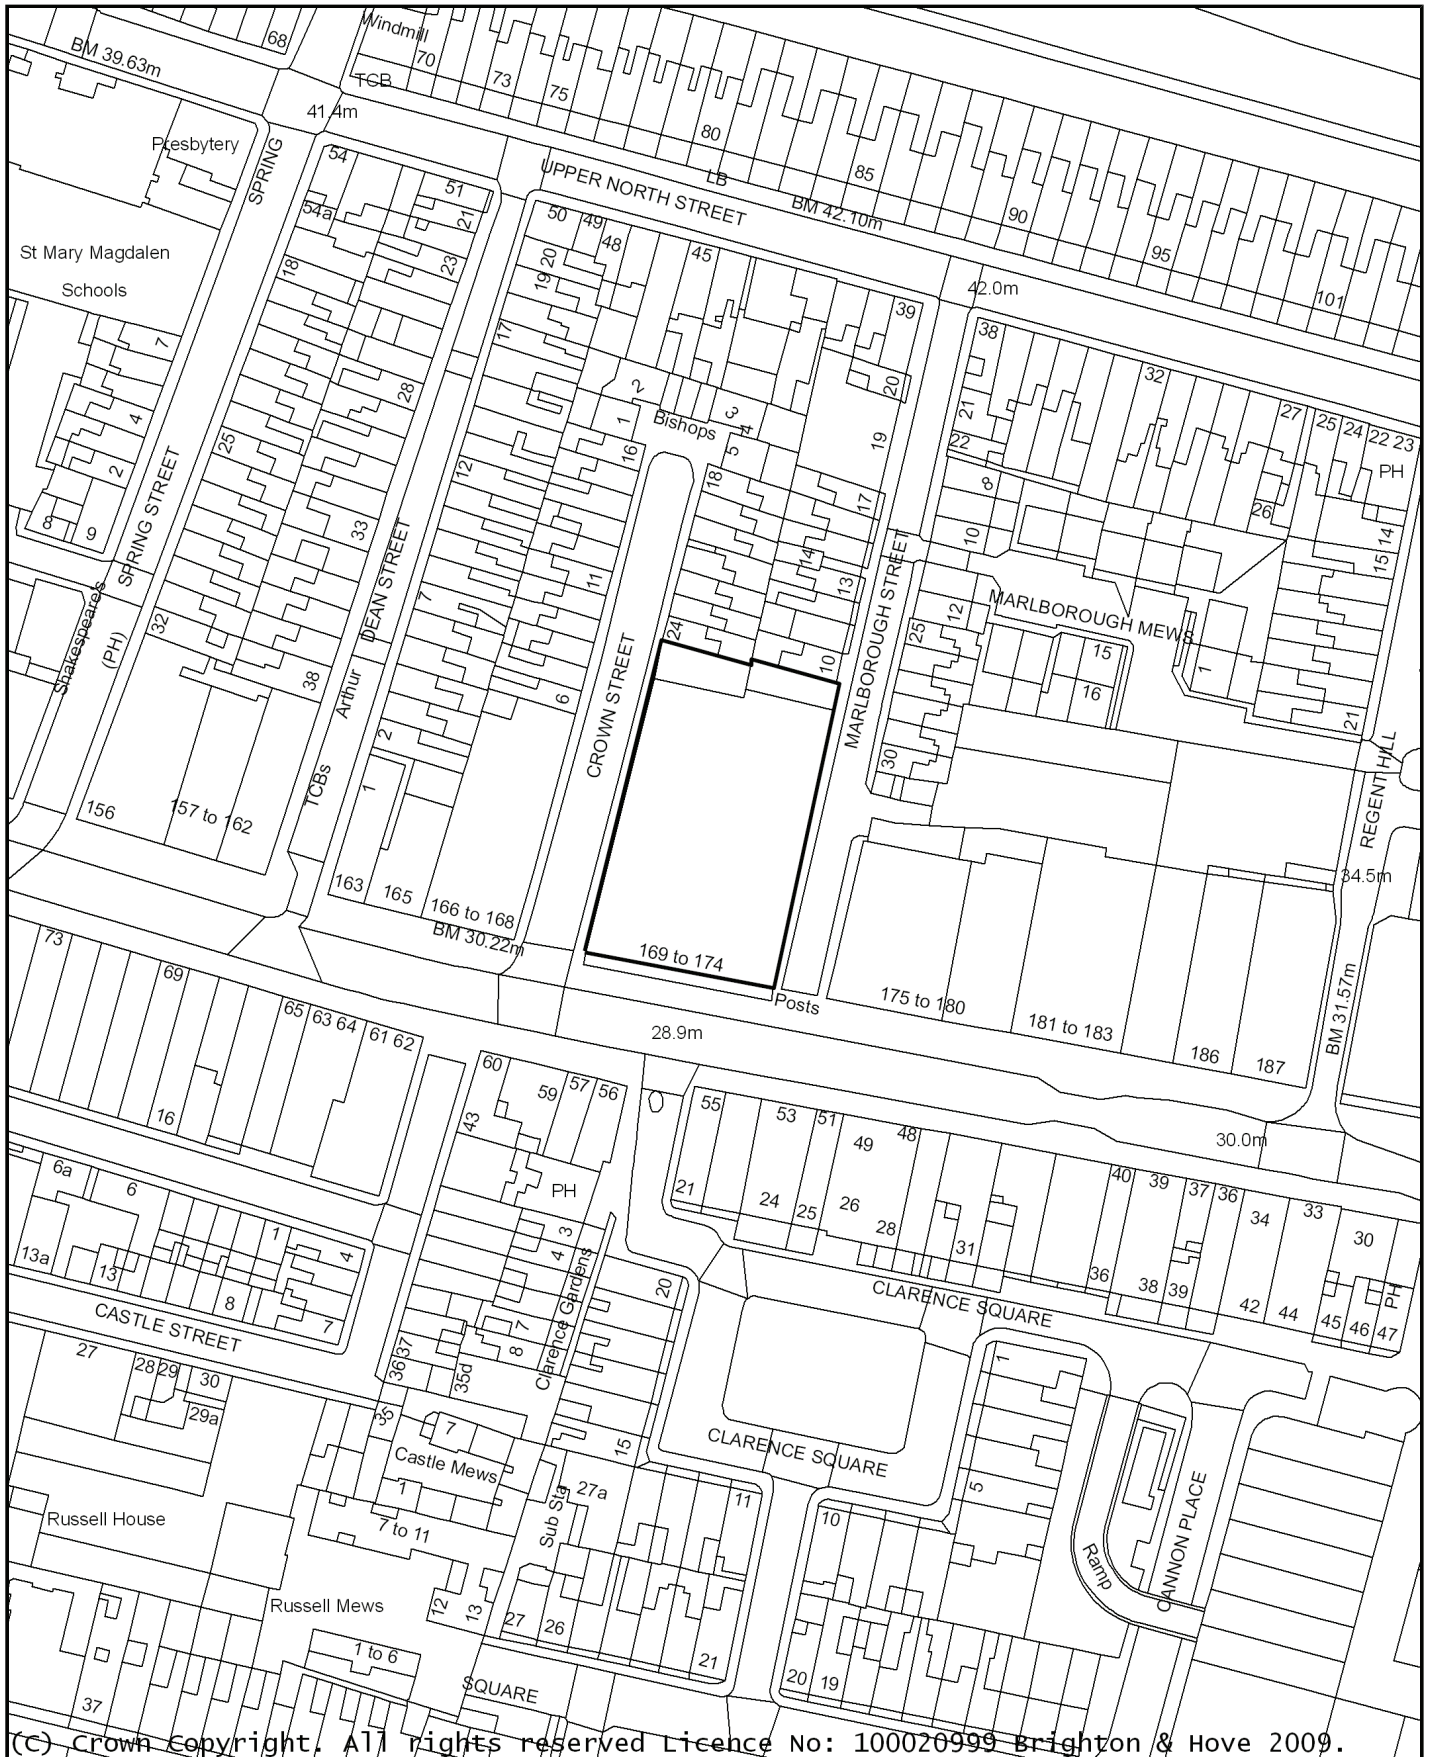 68
Windmill
BM 39.63m
70
TCB
73
75
41.4m
80
Presbytery
SPRING
54
51
UPPER NORTH STREET
LB
85
BM 42.10m
90
95
101
54a
21
50
49
48
45
St Mary Magdalen
Schools
18
23
20
19
39
42.0m
38
32
7
17
28
2
1
Bishops
3
4
5
20
21
27
25
24
22 23
4
25
12
16
18
19
22
PH
2
8
17
26
8
9
33
10
14
SPRING STREET
DEAN STREET
11
14
13
MARLBOROUGH STREET
15
Shakespeares
(PH)
32
7
24
12
MARLBOROUGH MEWS
25
15
16
1
38
Arthur
6
CROWN STREET
10
21
2
30
TCBs
1
REGENT HILL
156
157 to 162
34.5m
163
165
166 to 168
BM 30.22m
169 to 174
Posts
175 to 180
181 to 183
186
187
BM 31.57m
73
69
65
63 64
61 62
28.9m
60
59
57
56
55
53
51
49
48
30.0m
16
43
PH
40
39
37
36
34
33
30
6a
6
1
4
3
4
21
24
25
26
28
31
36
38
39
42
44
45
46
47
PH
13a
13
8
7
20
CLARENCE SQUARE
CASTLE STREET
Clarence Gardens
7
8
27
28
29
30
29a
36
37
35d
1
35
7
Castle Mews
1
15
CLARENCE SQUARE
5
27a
11
Sub Sta
10
Russell House
7 to 11
Ramp
CANNON PLACE
Russell Mews
12
13
27
26
21
20
19
1 to 6
SQUARE
37
(C) Crown Copyright. All rights reserved Licence No: 100020999 Brighton & Hove 2009.